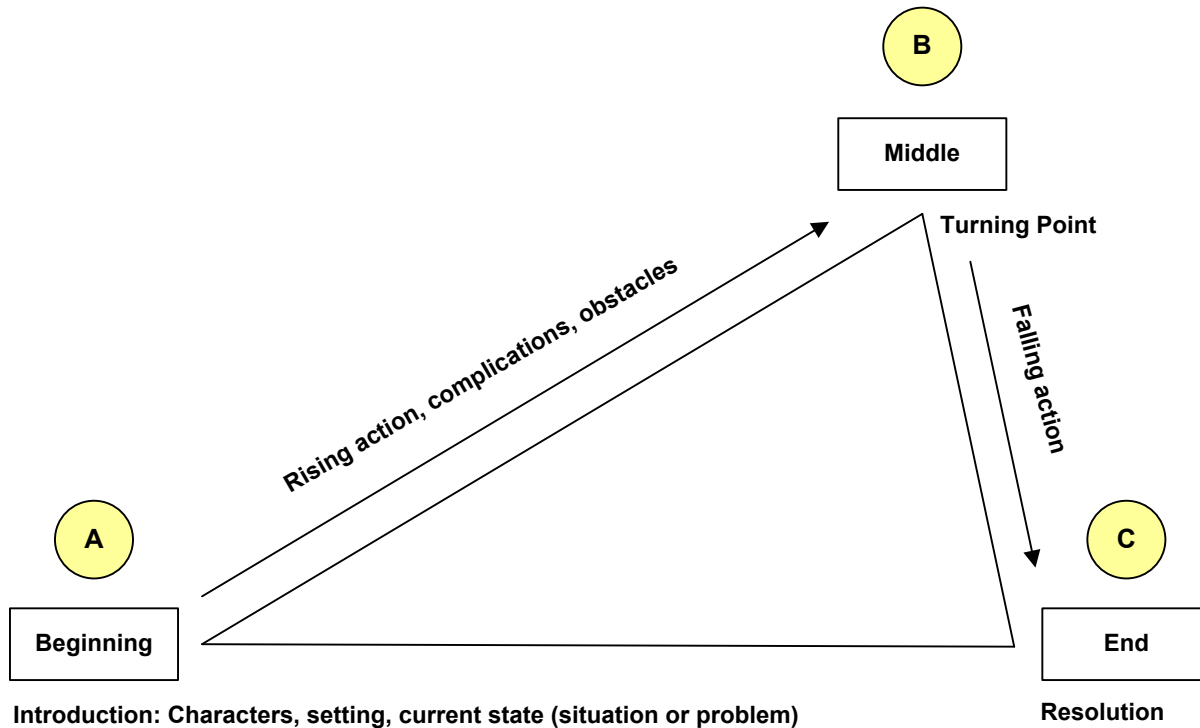 B
Middle
Turning Point
Rising action, complications, obstacles
Falling action
A
C
Beginning
End
Introduction: Characters, setting, current state (situation or problem)
Resolution